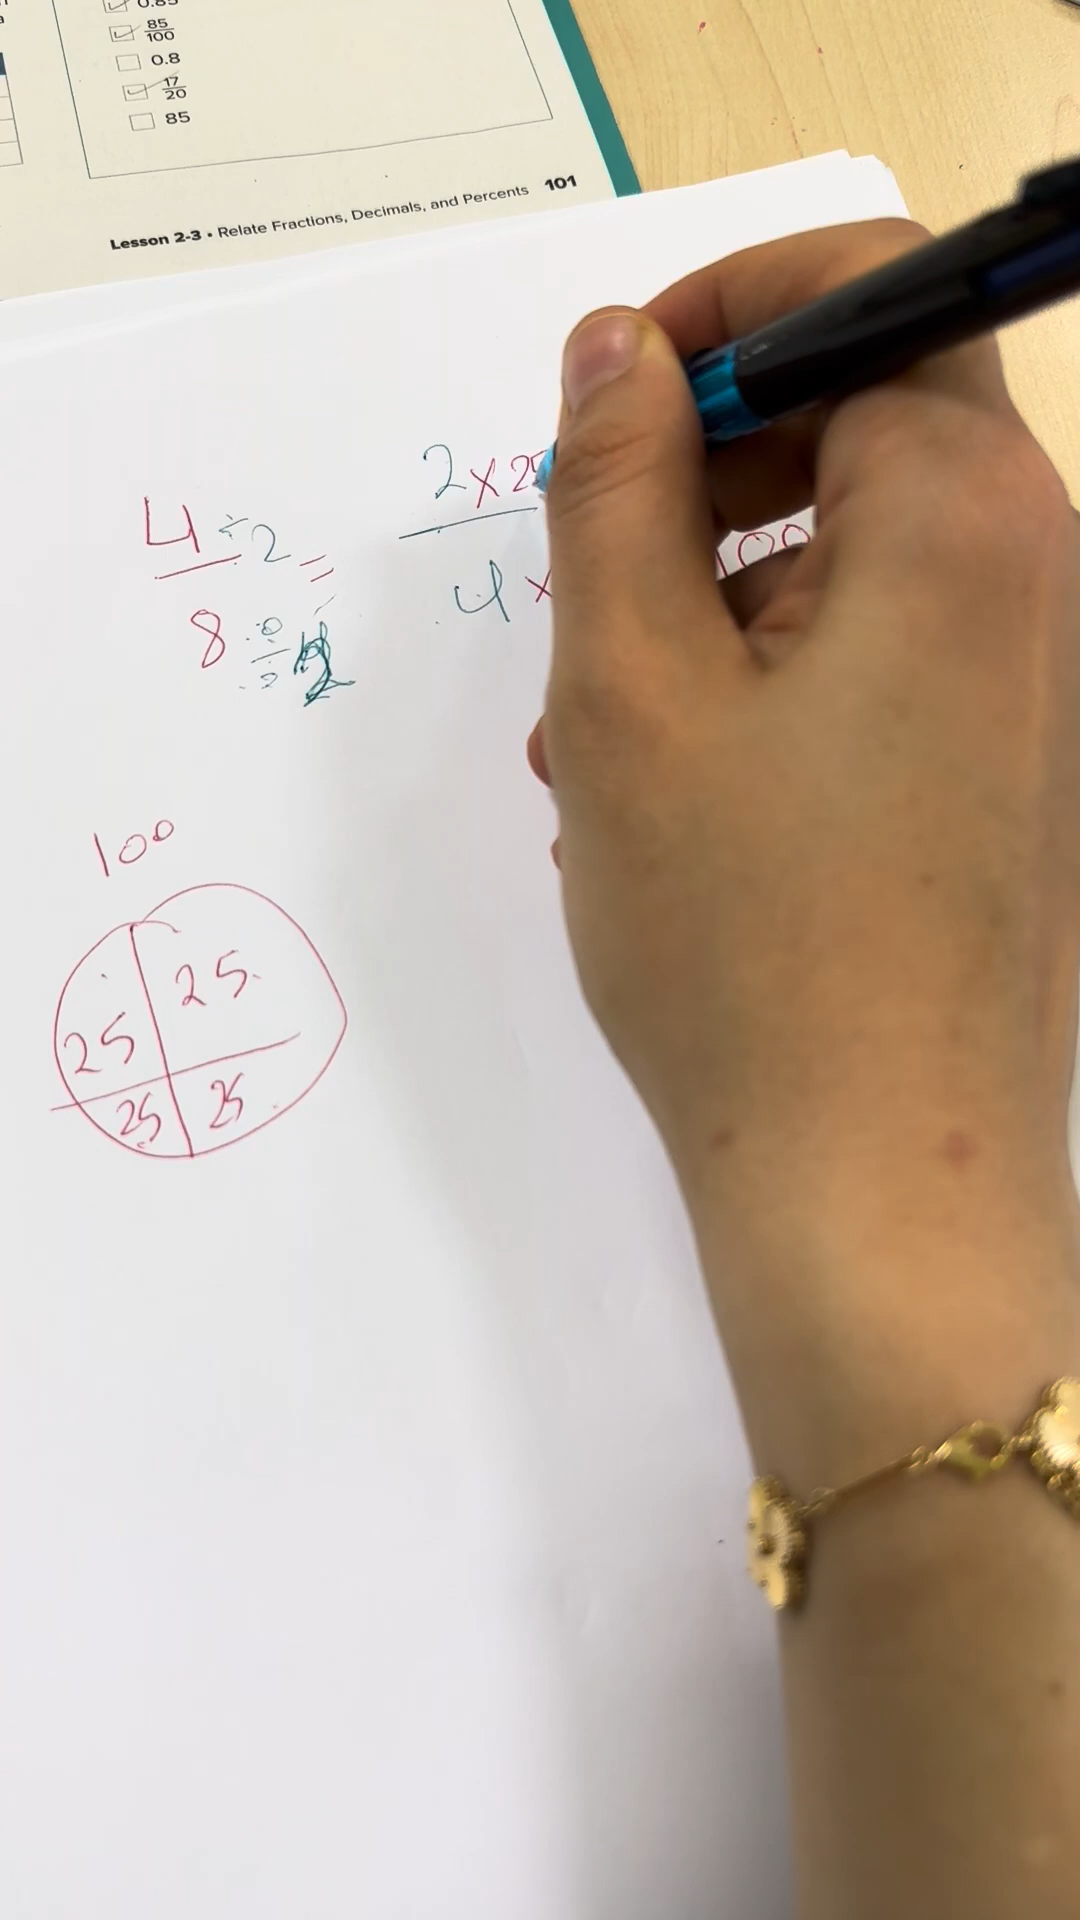 85
100
0.8
17
20
85
Lesson 2-3 • Relate Fractions, Decimals, and Percents 101
4 ÷ 2 =
8 ÷ 2
2 × 25
4 ×
100
100
25 25
25 25